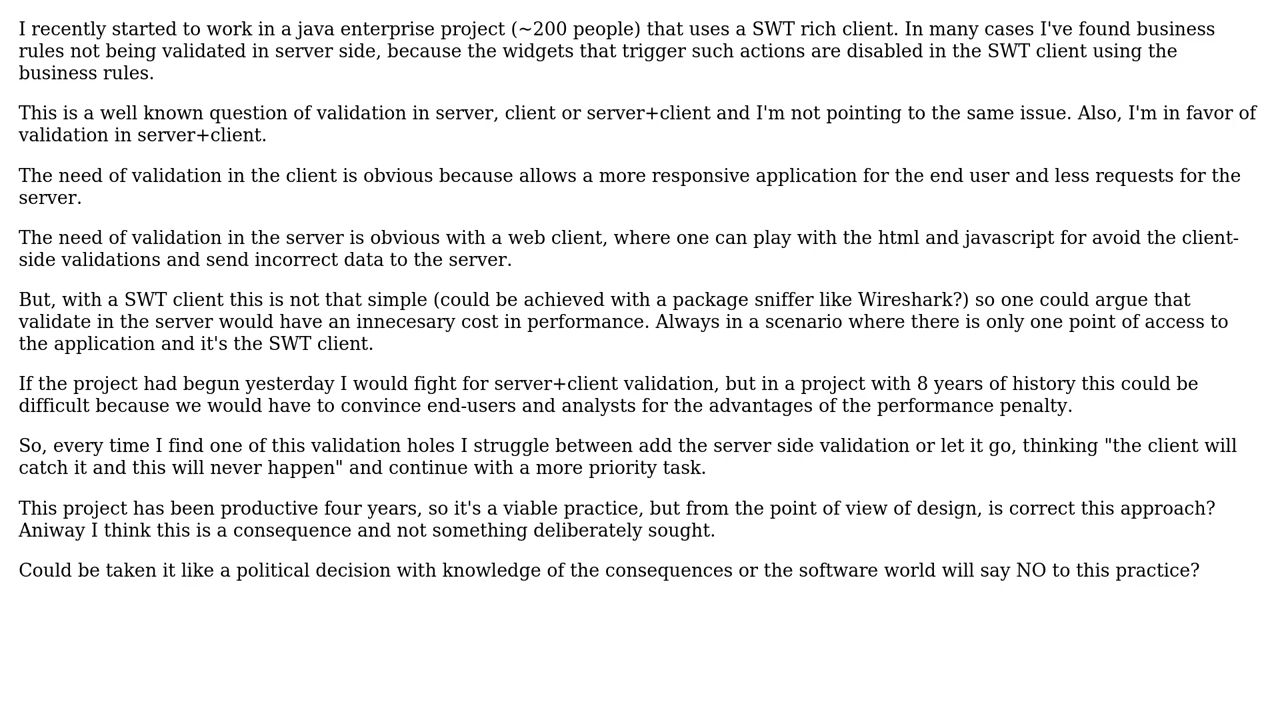 I recently started to work in a java enterprise project (~200 people) that uses a SWT rich client. In many cases I've found business
rules not being validated in server side, because the widgets that trigger such actions are disabled in the SWT client using the
business rules.
This is a well known question of validation in server, client or server+client and I'm not pointing to the same issue. Also, I'm in favor of
validation in server+client.
The need of validation in the client is obvious because allows a more responsive application for the end user and less requests for the
server.
The need of validation in the server is obvious with a web client, where one can play with the html and javascript for avoid the client-
side validations and send incorrect data to the server.
But, with a SWT client this is not that simple (could be achieved with a package sniffer like Wireshark?) so one could argue that
validate in the server would have an innecesary cost in performance. Always in a scenario where there is only one point of access to
the application and it's the SWT client.
If the project had begun yesterday I would fight for server+client validation, but in a project with 8 years of history this could be
difficult because we would have to convince end-users and analysts for the advantages of the performance penalty.
So, every time I find one of this validation holes I struggle between add the server side validation or let it go, thinking "the client will
catch it and this will never happen" and continue with a more priority task.
This project has been productive four years, so it's a viable practice, but from the point of view of design, is correct this approach?
Aniway I think this is a consequence and not something deliberately sought.
Could be taken it like a political decision with knowledge of the consequences or the software world will say NO to this practice?